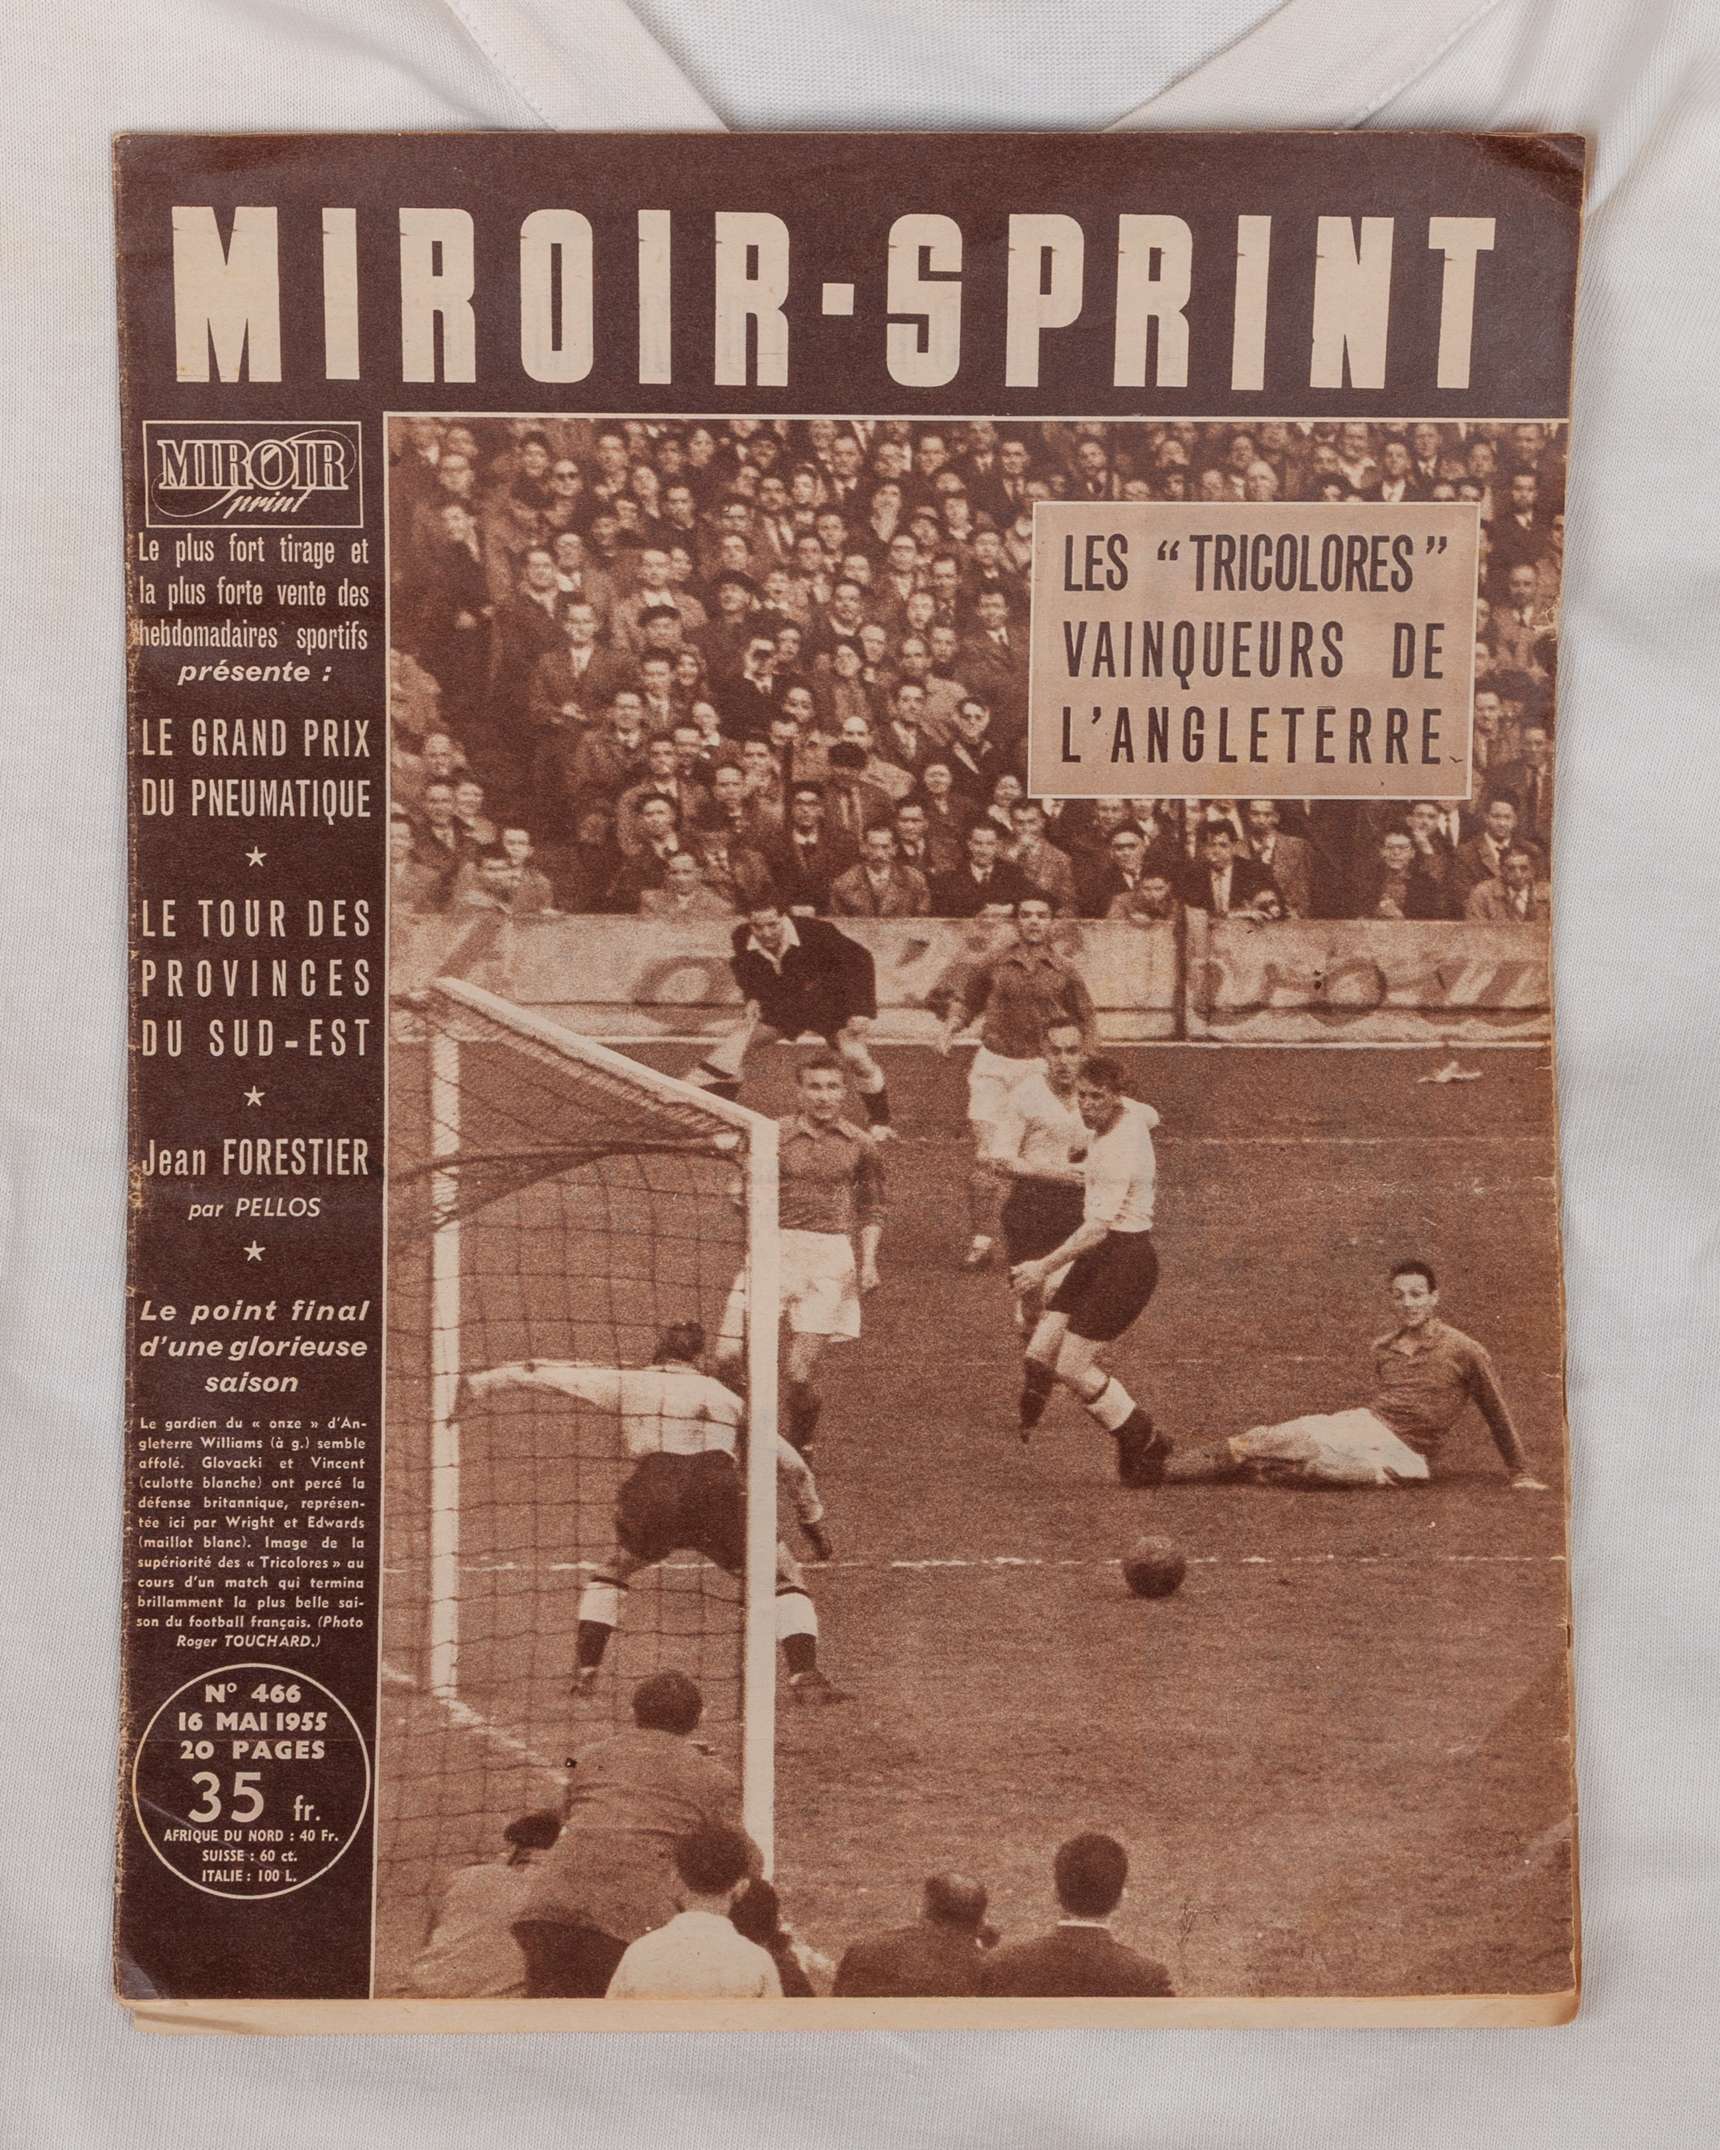 MIROIR-SPRINT
MIROIR
Sprint
Le plus fort tirage et
la plus forte vente des
hebdomadaires sportifs
présente :
LE GRAND PRIX
DU PNEUMATIQUE
LE TOUR DES
PROVINCES
DU SUD-EST
Jean FORESTIER
par PELLOS
Le point final
d'une glorieuse
saison
Le gardien du « onze » d'An-
gleterre Williams (à g.) semble
affolé. Glovacki et Vincent
(culotte blanche) ont percé la
défense britannique, représen-
tée ici par Wright et Edwards
(maillot blanc). Image de la
supériorité des « Tricolores » au
cours d'un match qui termina
brillamment la plus belle sai-
son du football français. (Photo
Roger TOUCHARD.)
N° 466
16 MAI 1955
20 PAGES
35 fr.
AFRIQUE DU NORD : 40 Fr.
SUISSE : 60 ct.
ITALIE : 100 L.
LES “TRICOLORES”
VAINQUEURS DE
L'ANGLETERRE